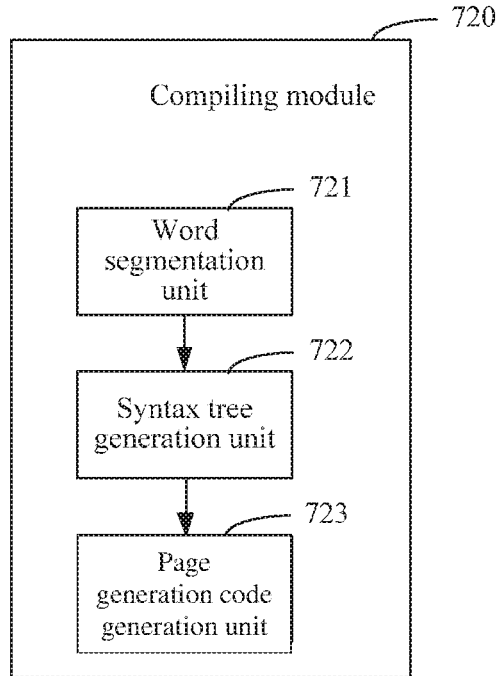 720
Compiling module
721
Word
segmentation
unit
722
Syntax tree
generation unit
723
Page
generation code
generation unit